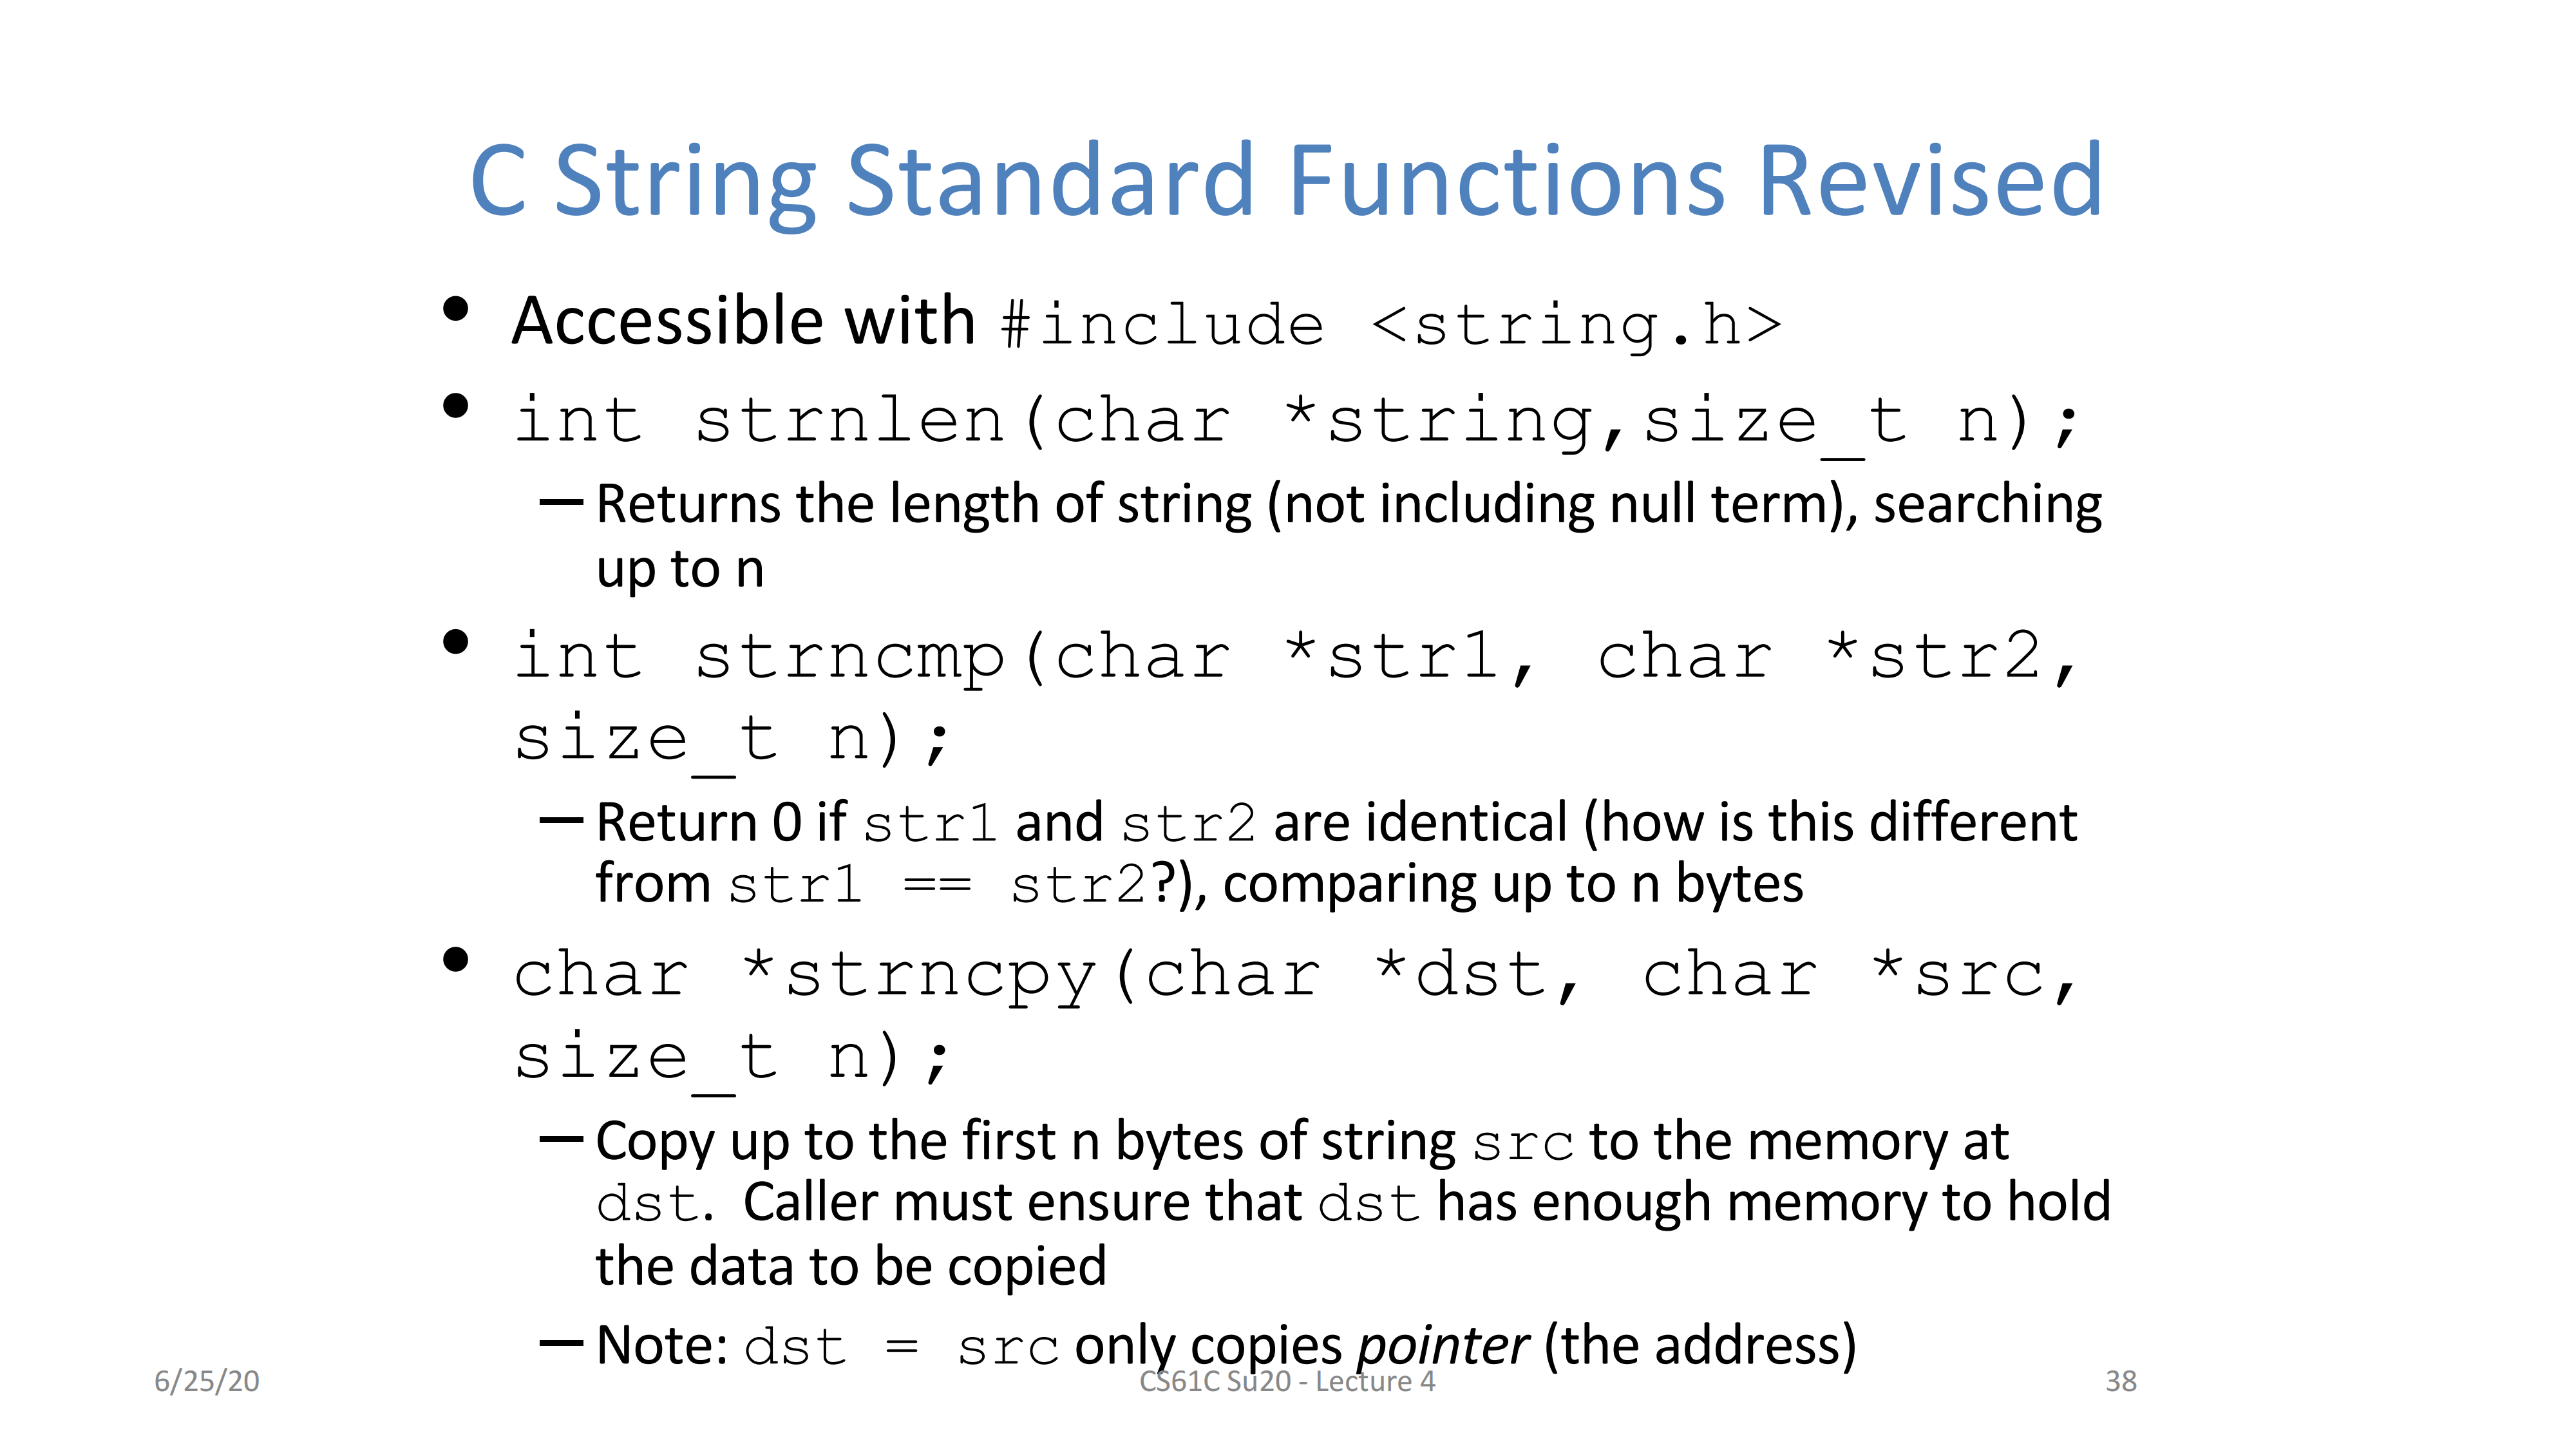 C String Standard Functions Revised
• Accessible with #include <string.h>
• int strnlen(char *string,size_t n);
– Returns the length of string (not including null term), searching
up to n
• int strncmp(char *str1, char *str2,
size_t n);
– Return 0 if str1 and str2 are identical (how is this different
from str1 == str2?), comparing up to n bytes
• char *strncpy(char *dst, char *src,
size_t n);
– Copy up to the first n bytes of string src to the memory at
dst.  Caller must ensure that dst has enough memory to hold
the data to be copied
– Note: dst = src only copies pointer (the address)
6/25/20
CS61C Su20 - Lecture 4
38